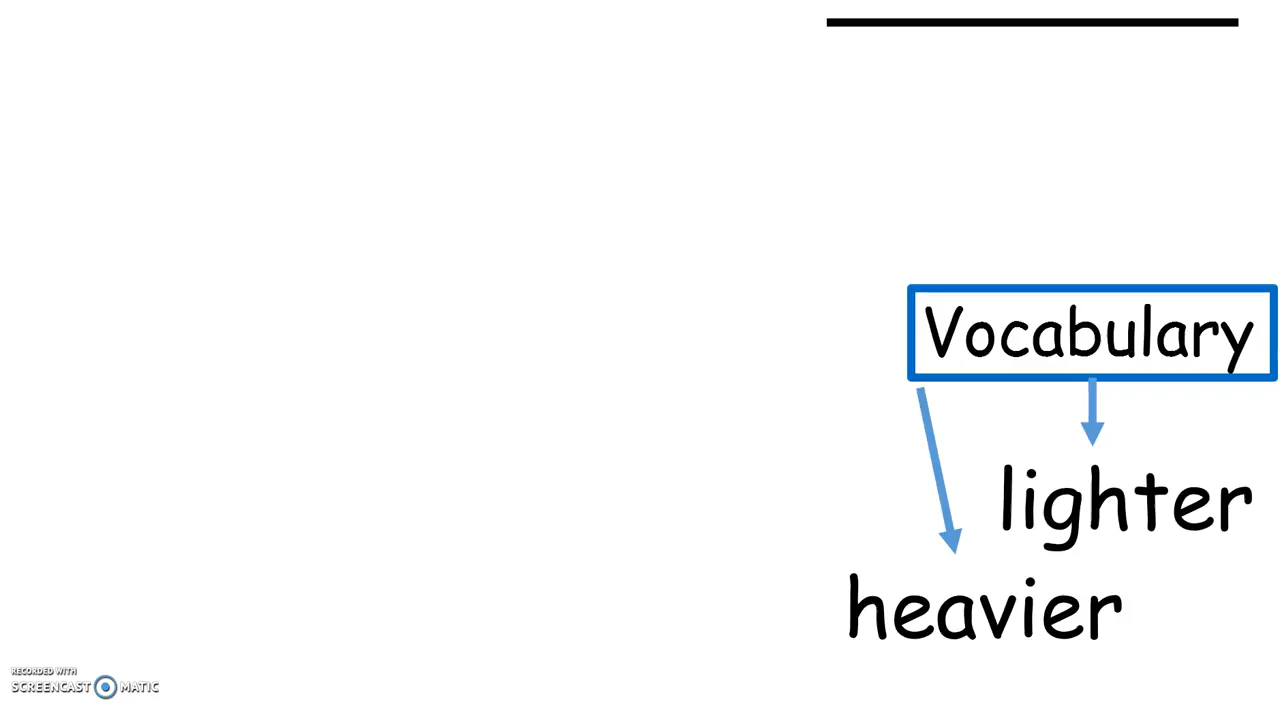 Vocabulary
lighter
heavier
RECORDED WITH
SCREENCAST MATIC